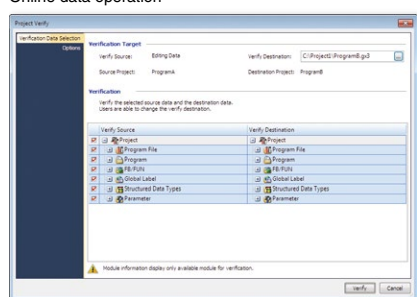 Online data operation
Project Verify
Verification Data Selection
Options
Verification Target
Verify Source: Editing Data Verify Destination: C:\Project2\ProgramB.gx3 ...
Source Project: ProgramA Destination Project: ProgramB
Verification
Verify the selected source data and the destination data.
Users are able to change the verify destination.
Verify Source Verify Destination
Project Project
Program File Program File
Program Program
FB/FUN FB/FUN
Global Label Global Label
Structured Data Types Structured Data Types
Parameter Parameter
Module information display only available module for verification.
Verify Cancel